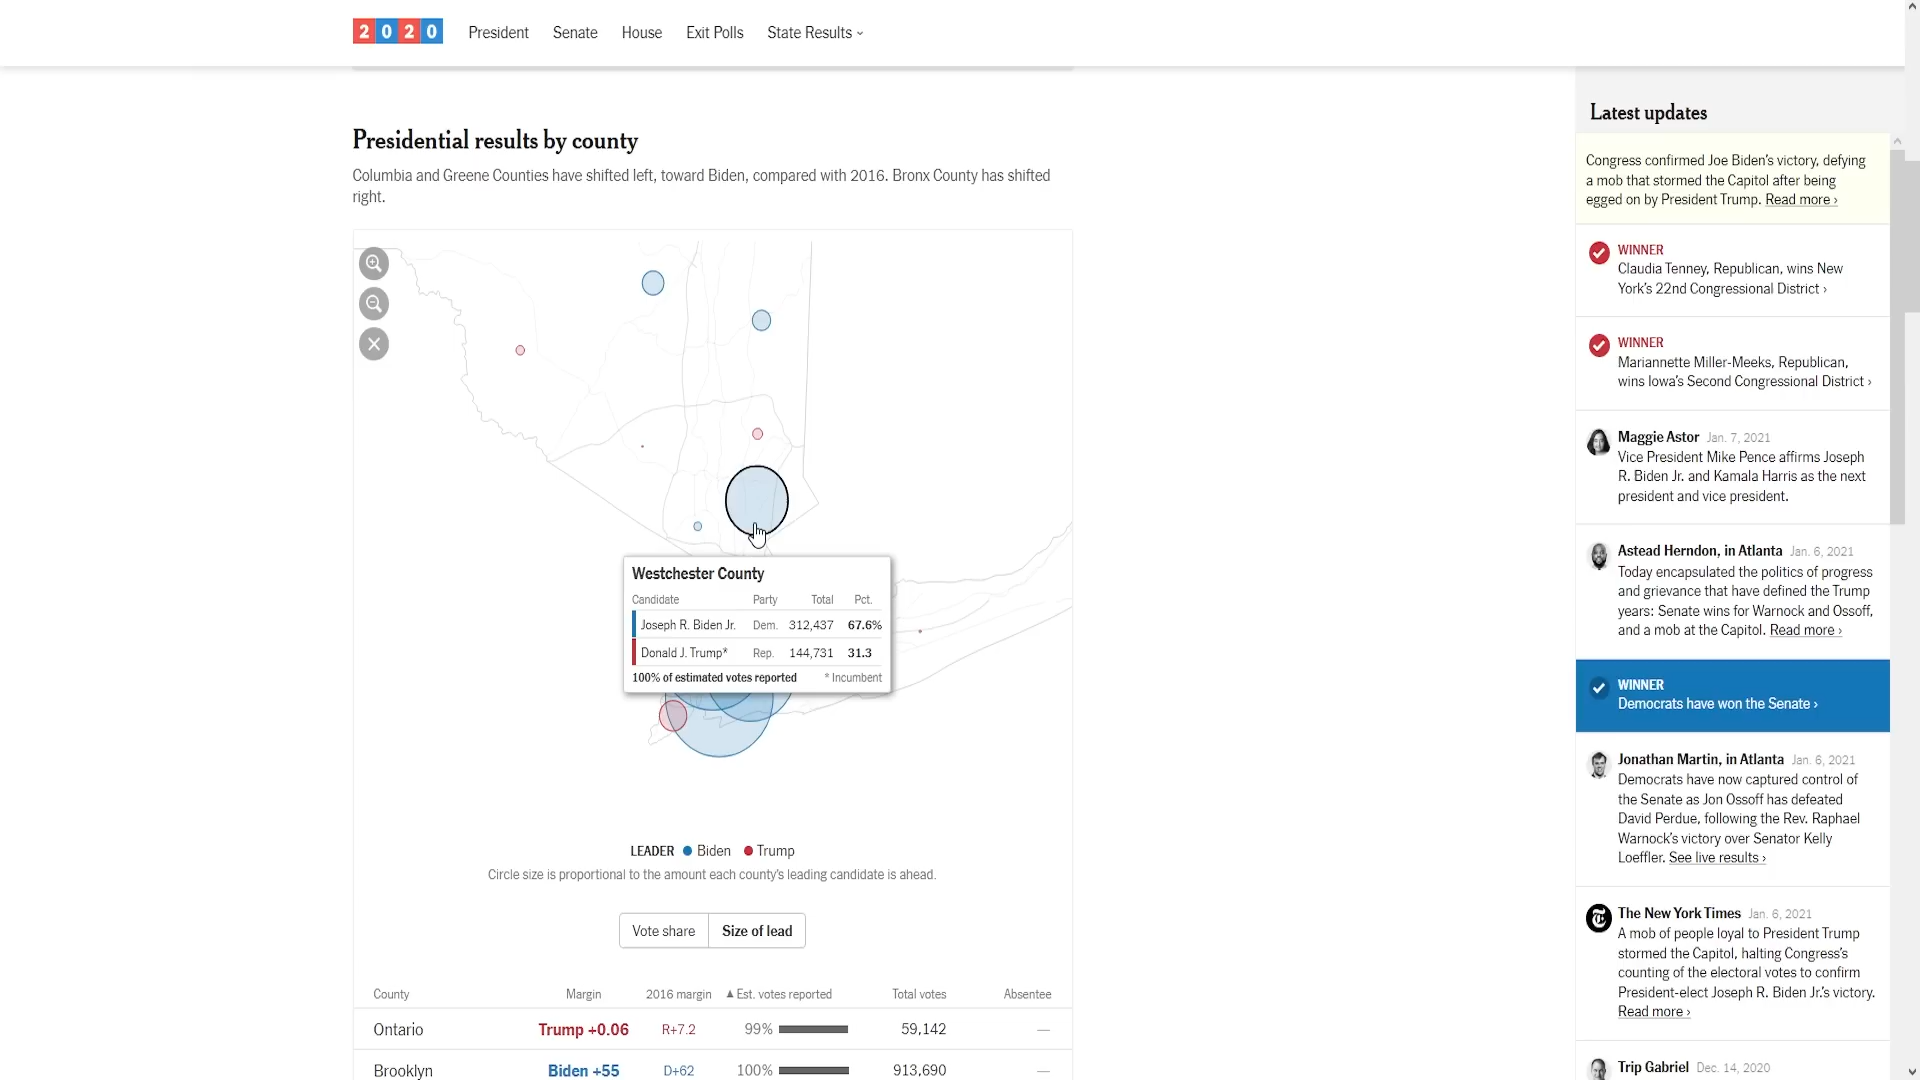 2020 President Senate House Exit Polls State Results
Presidential results by county
Columbia and Greene Counties have shifted left, toward Biden, compared with 2016. Bronx County has shifted
right.
Westchester County
Candidate Party Total Pct.
Joseph R. Biden Jr. Dem. 312,437 67.6%
Donald J. Trump* Rep. 144,731 31.3
100% of estimated votes reported * Incumbent
LEADER Biden Trump
Circle size is proportional to the amount each county's leading candidate is ahead.
Vote share Size of lead
County Margin 2016 margin ▲ Est. votes reported Total votes Absentee
Ontario Trump +0.06 R+7.2 99% 59,142 —
Brooklyn Biden +55 D+62 100% 913,690 —
Latest updates
Congress confirmed Joe Biden's victory, defying
a mob that stormed the Capitol after being
egged on by President Trump. Read more ›
WINNER
Claudia Tenney, Republican, wins New
York's 22nd Congressional District ›
WINNER
Mariannette Miller-Meeks, Republican,
wins Iowa's Second Congressional District ›
Maggie Astor Jan. 7, 2021
Vice President Mike Pence affirms Joseph
R. Biden Jr. and Kamala Harris as the next
president and vice president.
Astead Herndon, in Atlanta Jan. 6, 2021
Today encapsulated the politics of progress
and grievance that have defined the Trump
years: Senate wins for Warnock and Ossoff,
and a mob at the Capitol. Read more ›
WINNER
Democrats have won the Senate ›
Jonathan Martin, in Atlanta Jan. 6, 2021
Democrats have now captured control of
the Senate as Jon Ossoff has defeated
David Perdue, following the Rev. Raphael
Warnock's victory over Senator Kelly
Loeffler. See live results ›
The New York Times Jan. 6, 2021
A mob of people loyal to President Trump
stormed the Capitol, halting Congress's
counting of the electoral votes to confirm
President-elect Joseph R. Biden Jr.'s victory.
Read more ›
Trip Gabriel Dec. 14, 2020